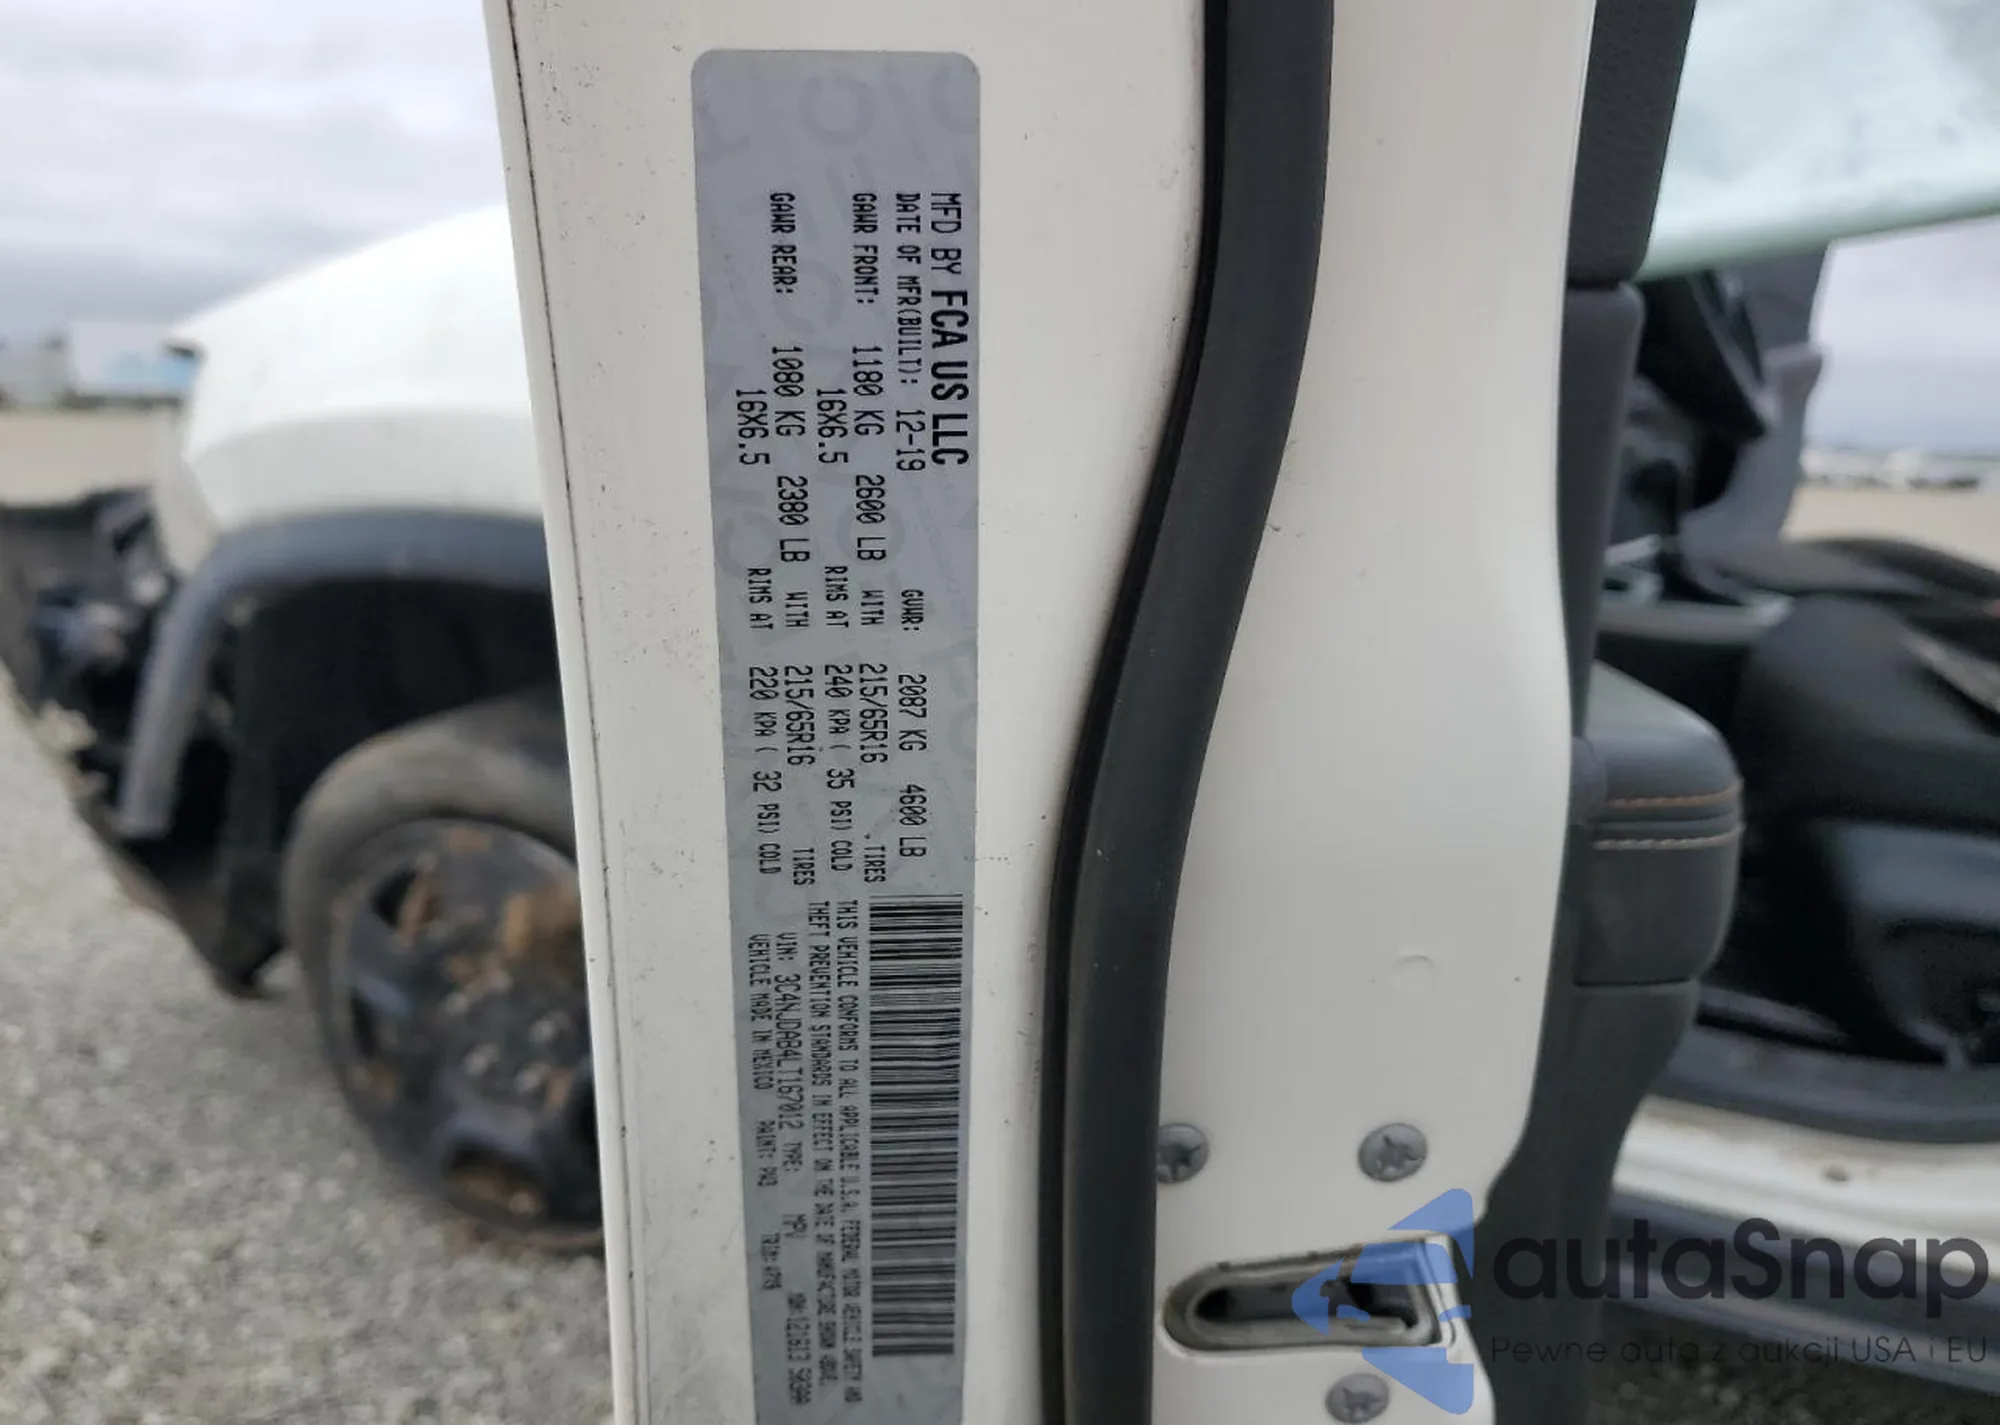 MFD BY FCA US LLC
DATE OF MFR(BUILT): 12-19 GVWR: 2087 KG 4600 LB
GAWR FRONT: 1180 KG 2600 LB WITH 215/65R16 TIRES
16X6.5 RIMS AT 240 KPA ( 35 PSI) COLD
GAWR REAR: 1080 KG 2380 LB WITH 215/65R16 TIRES
16X6.5 RIMS AT 220 KPA ( 32 PSI) COLD
THIS VEHICLE CONFORMS TO ALL APPLICABLE U.S.A. FEDERAL MOTOR VEHICLE SAFETY AND
THEFT PREVENTION STANDARDS IN EFFECT ON THE DATE OF MANUFACTURE SHOWN ABOVE.
VIN: 3C4NJDAB4LT167012 TYPE: MPV
VEHICLE MADE IN MEXICO PAINT: PW3 TRIM:
autaSnap
Pewne auta z aukcji USA i EU